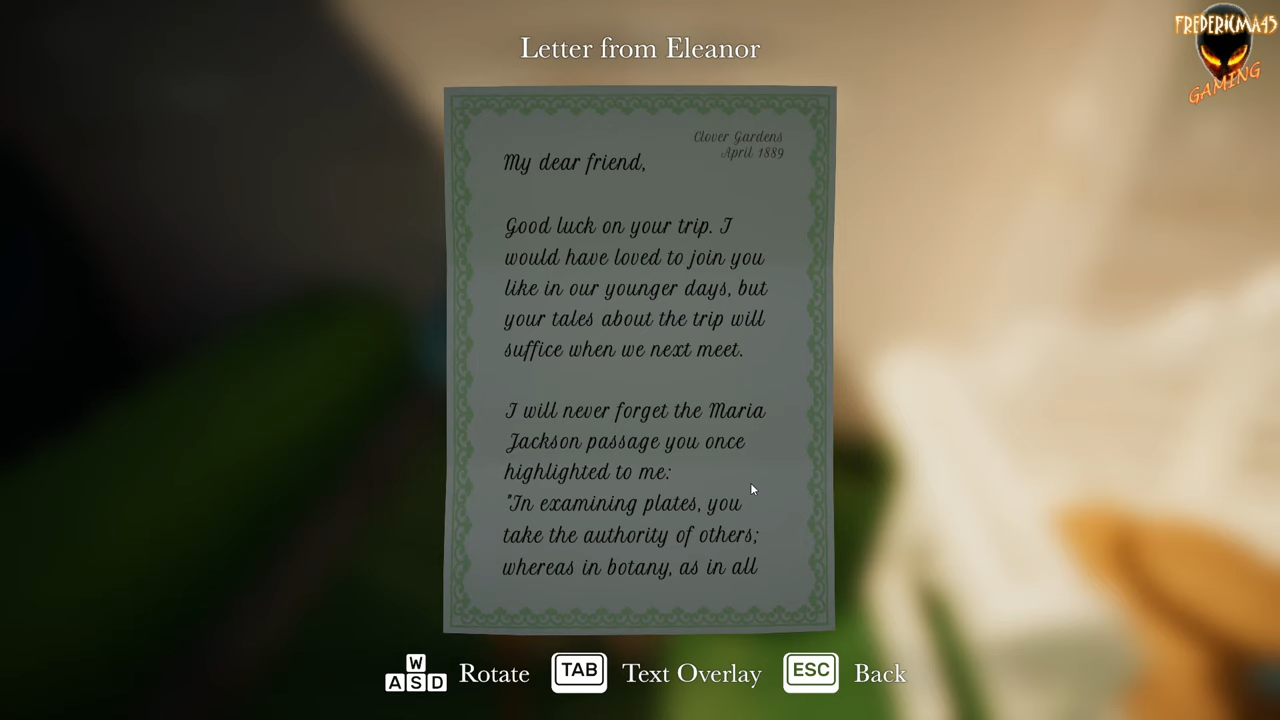 Letter from Eleanor
FREDERICMA45
GAMING
Clover Gardens
April 1889
My dear friend,
Good luck on your trip. I
would have loved to join you
like in our younger days, but
your tales about the trip will
suffice when we next meet.
I will never forget the Maria
Jackson passage you once
highlighted to me:
"In examining plates, you
take the authority of others;
whereas in botany, as in all
W
A S D Rotate TAB Text Overlay ESC Back